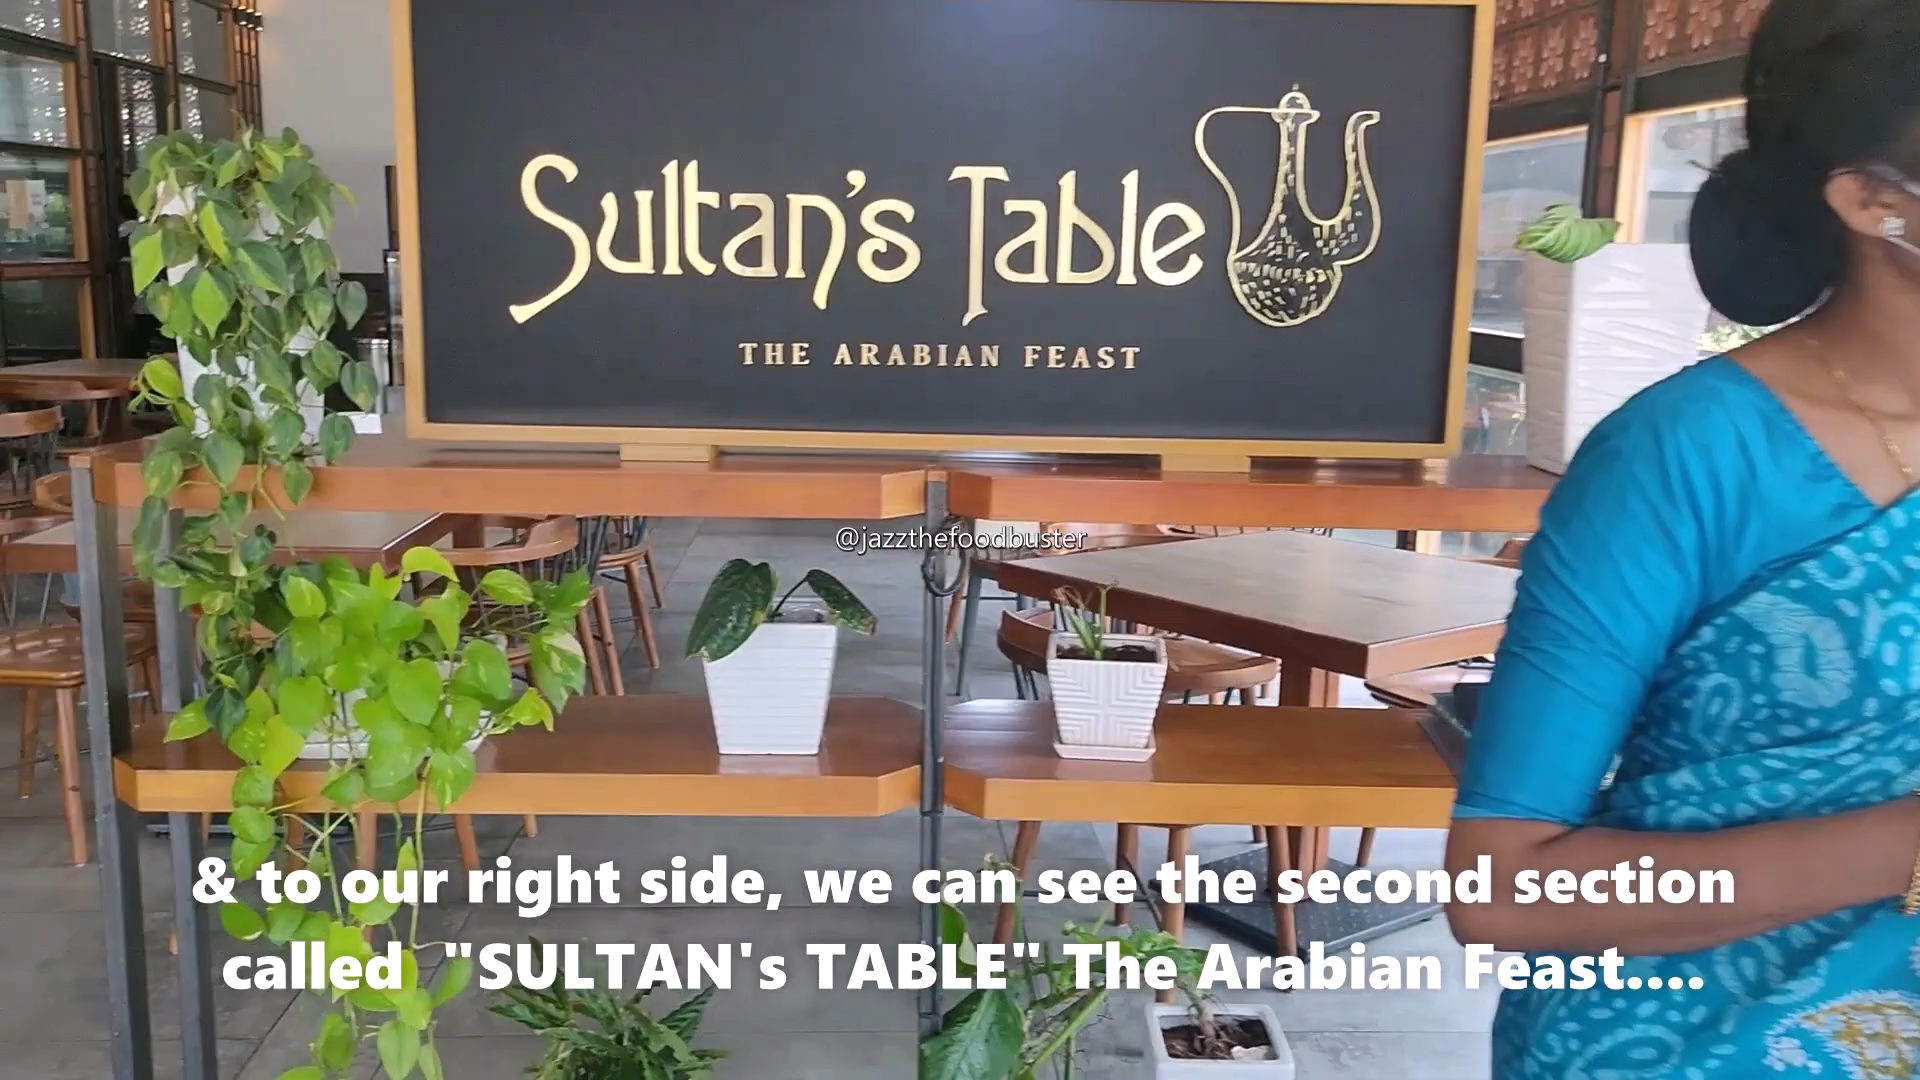 Sultan's Table
THE ARABIAN FEAST
@jazzthefoodbuster
& to our right side, we can see the second section
called "SULTAN's TABLE" The Arabian Feast....